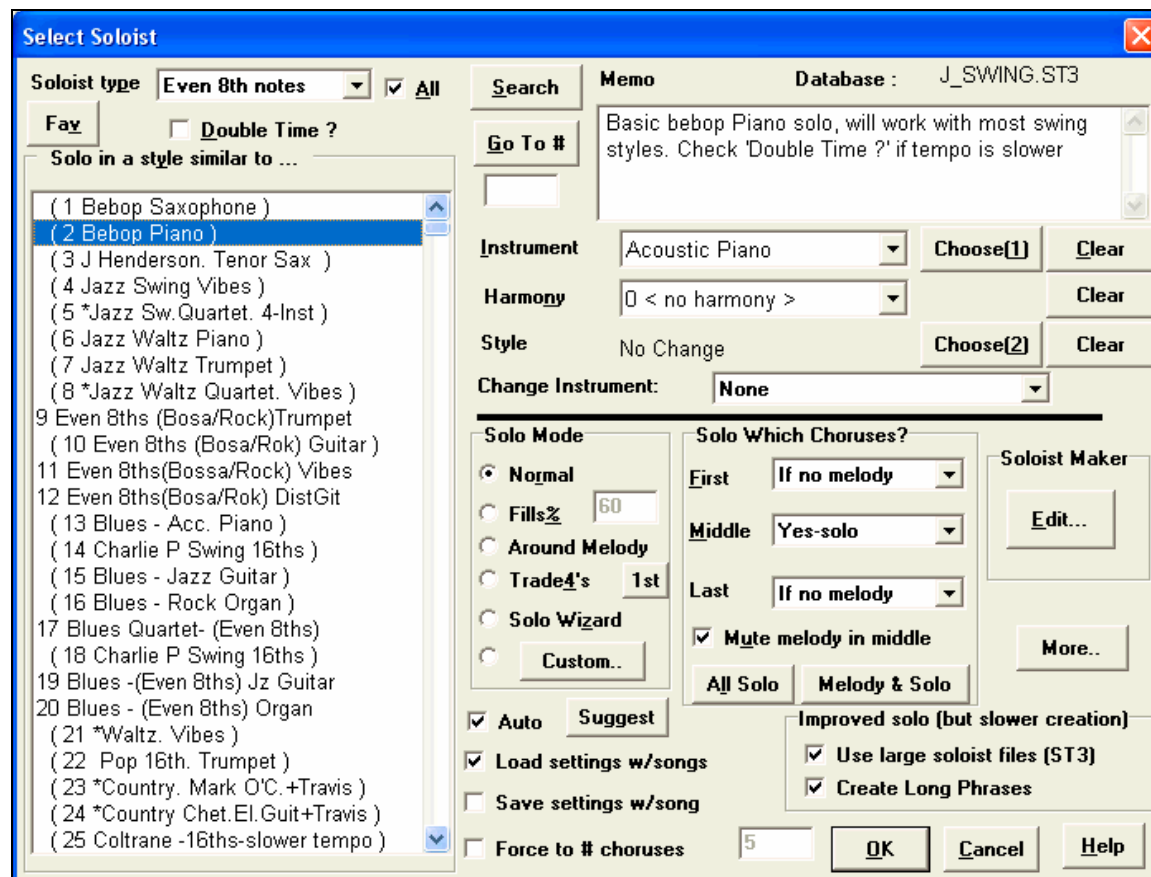 Select Soloist
Soloist type Even 8th notes All
Fav Double Time ?
Solo in a style similar to ...
( 1 Bebop Saxophone )
( 2 Bebop Piano )
( 3 J Henderson. Tenor Sax )
( 4 Jazz Swing Vibes )
( 5 *Jazz Sw.Quartet. 4-Inst )
( 6 Jazz Waltz Piano )
( 7 Jazz Waltz Trumpet )
( 8 *Jazz Waltz Quartet. Vibes )
9 Even 8ths (Bosa/Rock)Trumpet
( 10 Even 8ths (Bosa/Rok) Guitar )
11 Even 8ths(Bossa/Rock) Vibes
12 Even 8ths(Bosa/Rok) DistGit
( 13 Blues - Acc. Piano )
( 14 Charlie P Swing 16ths )
( 15 Blues - Jazz Guitar )
( 16 Blues - Rock Organ )
17 Blues Quartet- (Even 8ths)
( 18 Charlie P Swing 16ths )
19 Blues -(Even 8ths) Jz Guitar
20 Blues - (Even 8ths) Organ
( 21 *Waltz. Vibes )
( 22 Pop 16th. Trumpet )
( 23 *Country. Mark O'C.+Travis )
( 24 *Country Chet.El.Guit+Travis )
( 25 Coltrane -16ths-slower tempo )
Search
Go To #
Memo Database : J_SWING.ST3
Basic bebop Piano solo, will work with most swing
styles. Check 'Double Time ?' if tempo is slower
Instrument Acoustic Piano Choose(1) Clear
Harmony 0 < no harmony > Clear
Style No Change Choose(2) Clear
Change Instrument: None
Solo Mode
Normal
Fills% 60
Around Melody
Trade4's 1st
Solo Wizard
Custom..
Solo Which Choruses?
First If no melody
Middle Yes-solo
Last If no melody
Mute melody in middle
All Solo Melody & Solo
Soloist Maker
Edit...
More..
Auto Suggest
Load settings w/songs
Save settings w/song
Force to # choruses 5
Improved solo (but slower creation)
Use large soloist files (ST3)
Create Long Phrases
OK Cancel Help